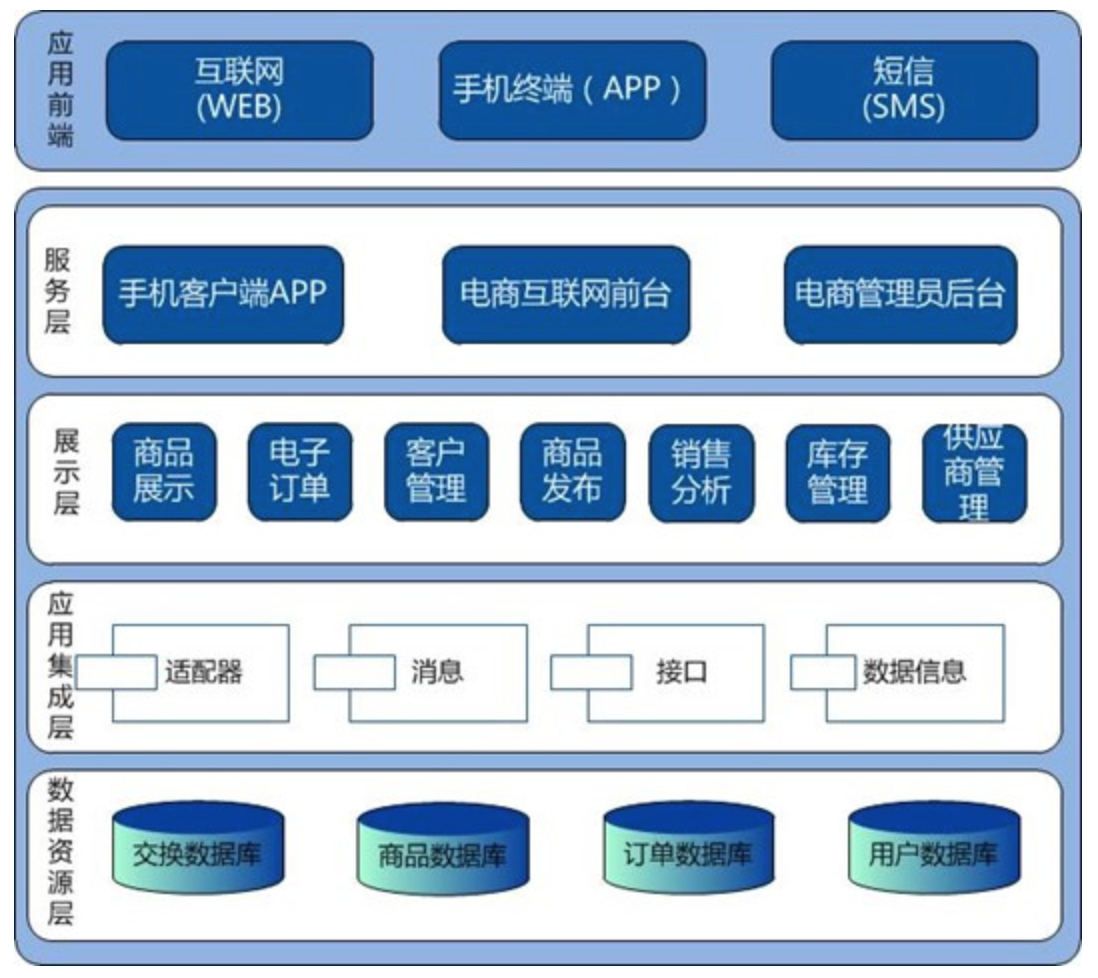 应用前端
互联网
(WEB)
手机终端（APP）
短信
(SMS)
服务层
手机客户端APP
电商互联网前台
电商管理员后台
展示层
商品
展示
电子
订单
客户
管理
商品
发布
销售
分析
库存
管理
供应
商管
理
应用集成层
适配器
消息
接口
数据信息
数据资源层
交换数据库
商品数据库
订单数据库
用户数据库